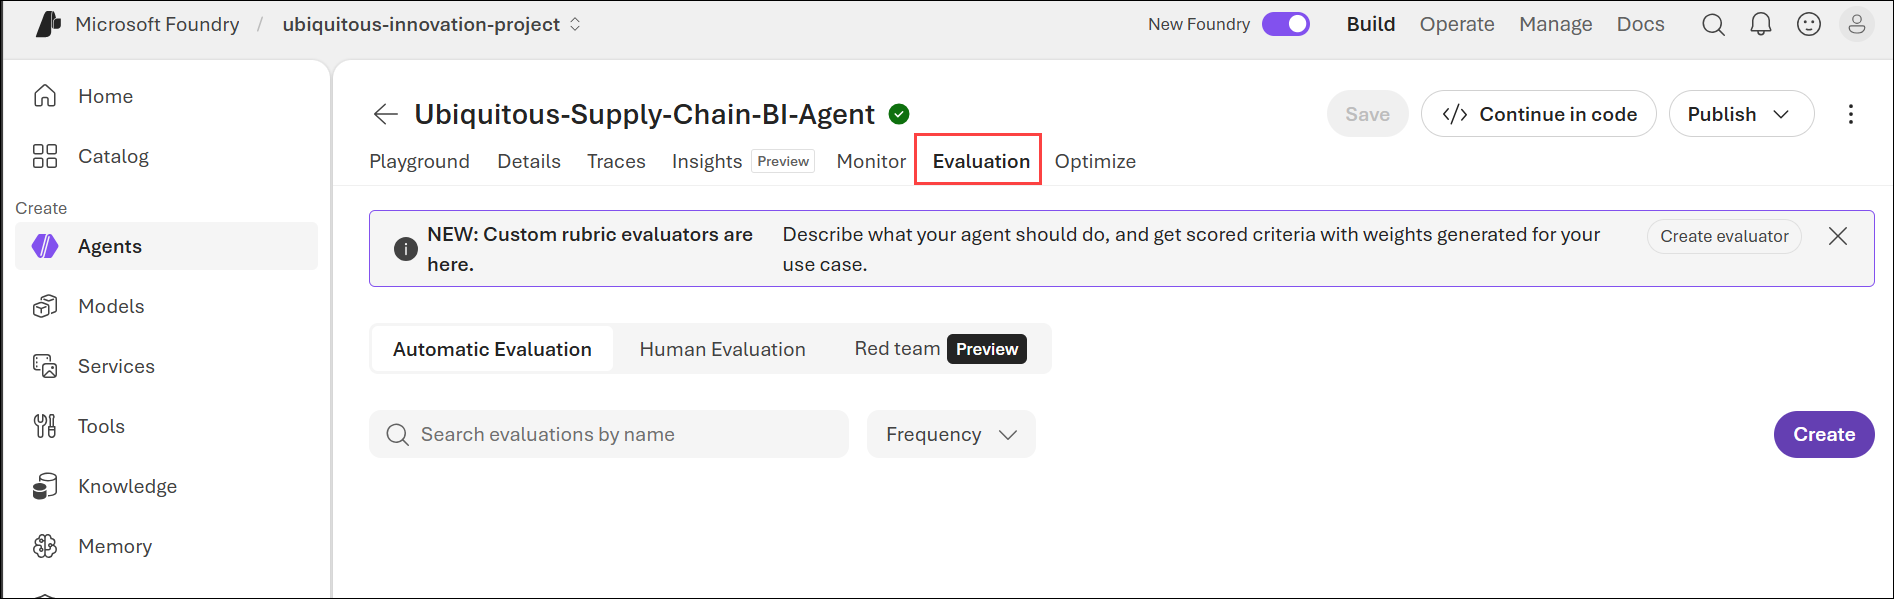 Microsoft Foundry / ubiquitous-innovation-project
New Foundry Build Operate Manage Docs
Home
Catalog
Create
Agents
Models
Services
Tools
Knowledge
Memory
Ubiquitous-Supply-Chain-BI-Agent
Save </> Continue in code Publish
Playground Details Traces Insights Preview Monitor Evaluation Optimize
NEW: Custom rubric evaluators are
here.
Describe what your agent should do, and get scored criteria with weights generated for your
use case.
Create evaluator
Automatic Evaluation Human Evaluation Red team Preview
Search evaluations by name Frequency Create